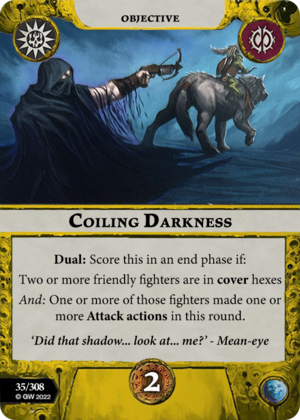 OBJECTIVE
COILING DARKNESS
Dual: Score this in an end phase if:
Two or more friendly fighters are in cover hexes
And: One or more of those fighters made one or
more Attack actions in this round.
'Did that shadow... look at... me?' - Mean-eye
35/308
© GW 2022
2